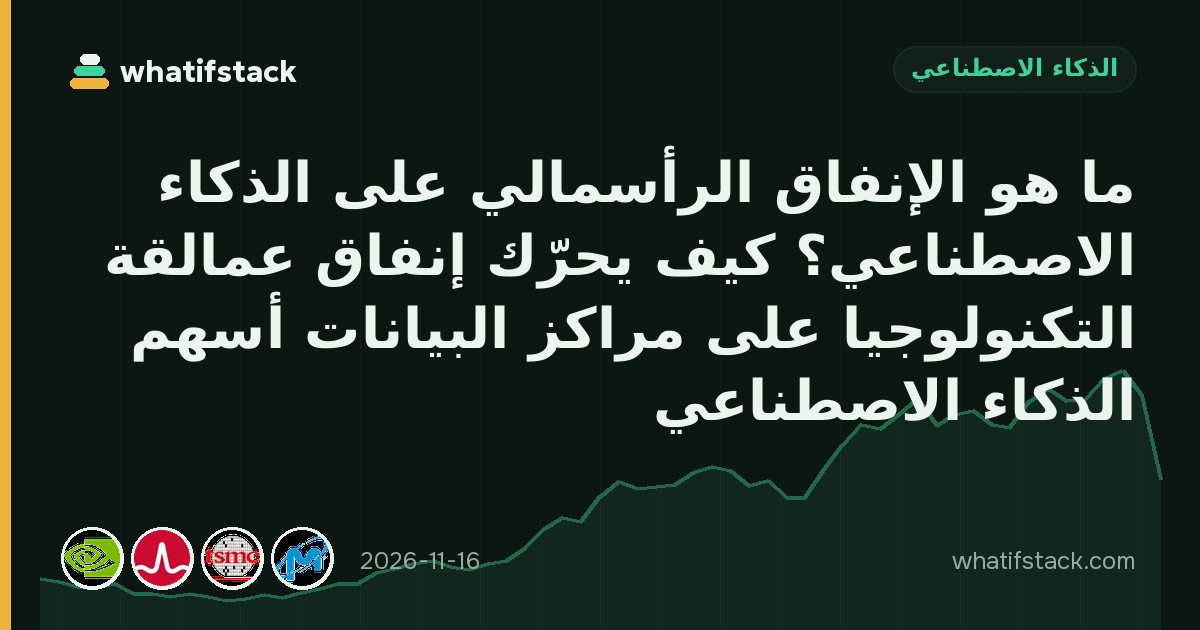 whatifstack
الذكاء الاصطناعي
ما هو الإنفاق الرأسمالي على الذكاء
الاصطناعي؟ كيف يحرّك إنفاق عمالقة
التكنولوجيا على مراكز البيانات أسهم
الذكاء الاصطناعي
tsmc
2026-11-16
whatifstack.com